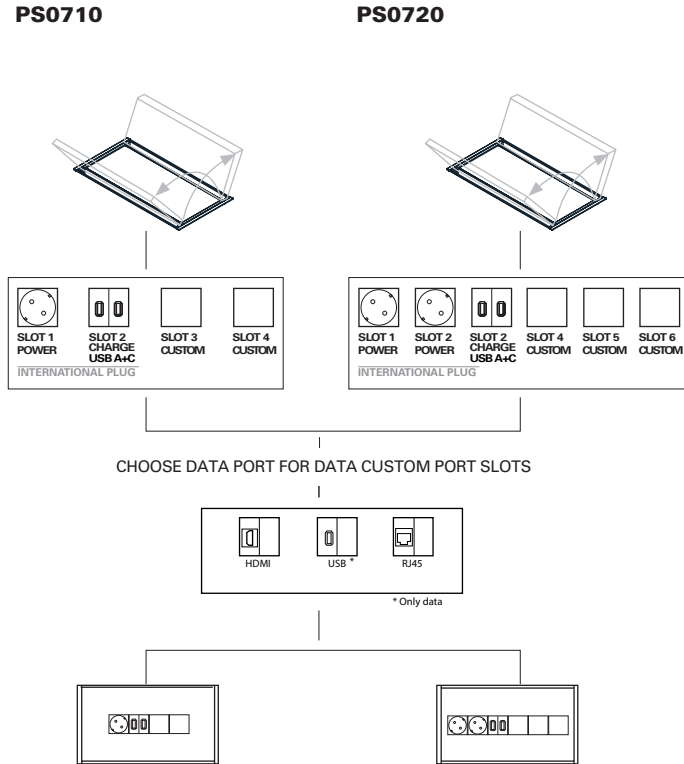 PS0710
PS0720
SLOT 1
POWER
SLOT 2
CHARGE
USB A+C
SLOT 3
CUSTOM
SLOT 4
CUSTOM
INTERNATIONAL PLUG
SLOT 1
POWER
SLOT 2
POWER
SLOT 2
CHARGE
USB A+C
SLOT 4
CUSTOM
SLOT 5
CUSTOM
SLOT 6
CUSTOM
INTERNATIONAL PLUG
CHOOSE DATA PORT FOR DATA CUSTOM PORT SLOTS
HDMI
USB *
RJ45
* Only data